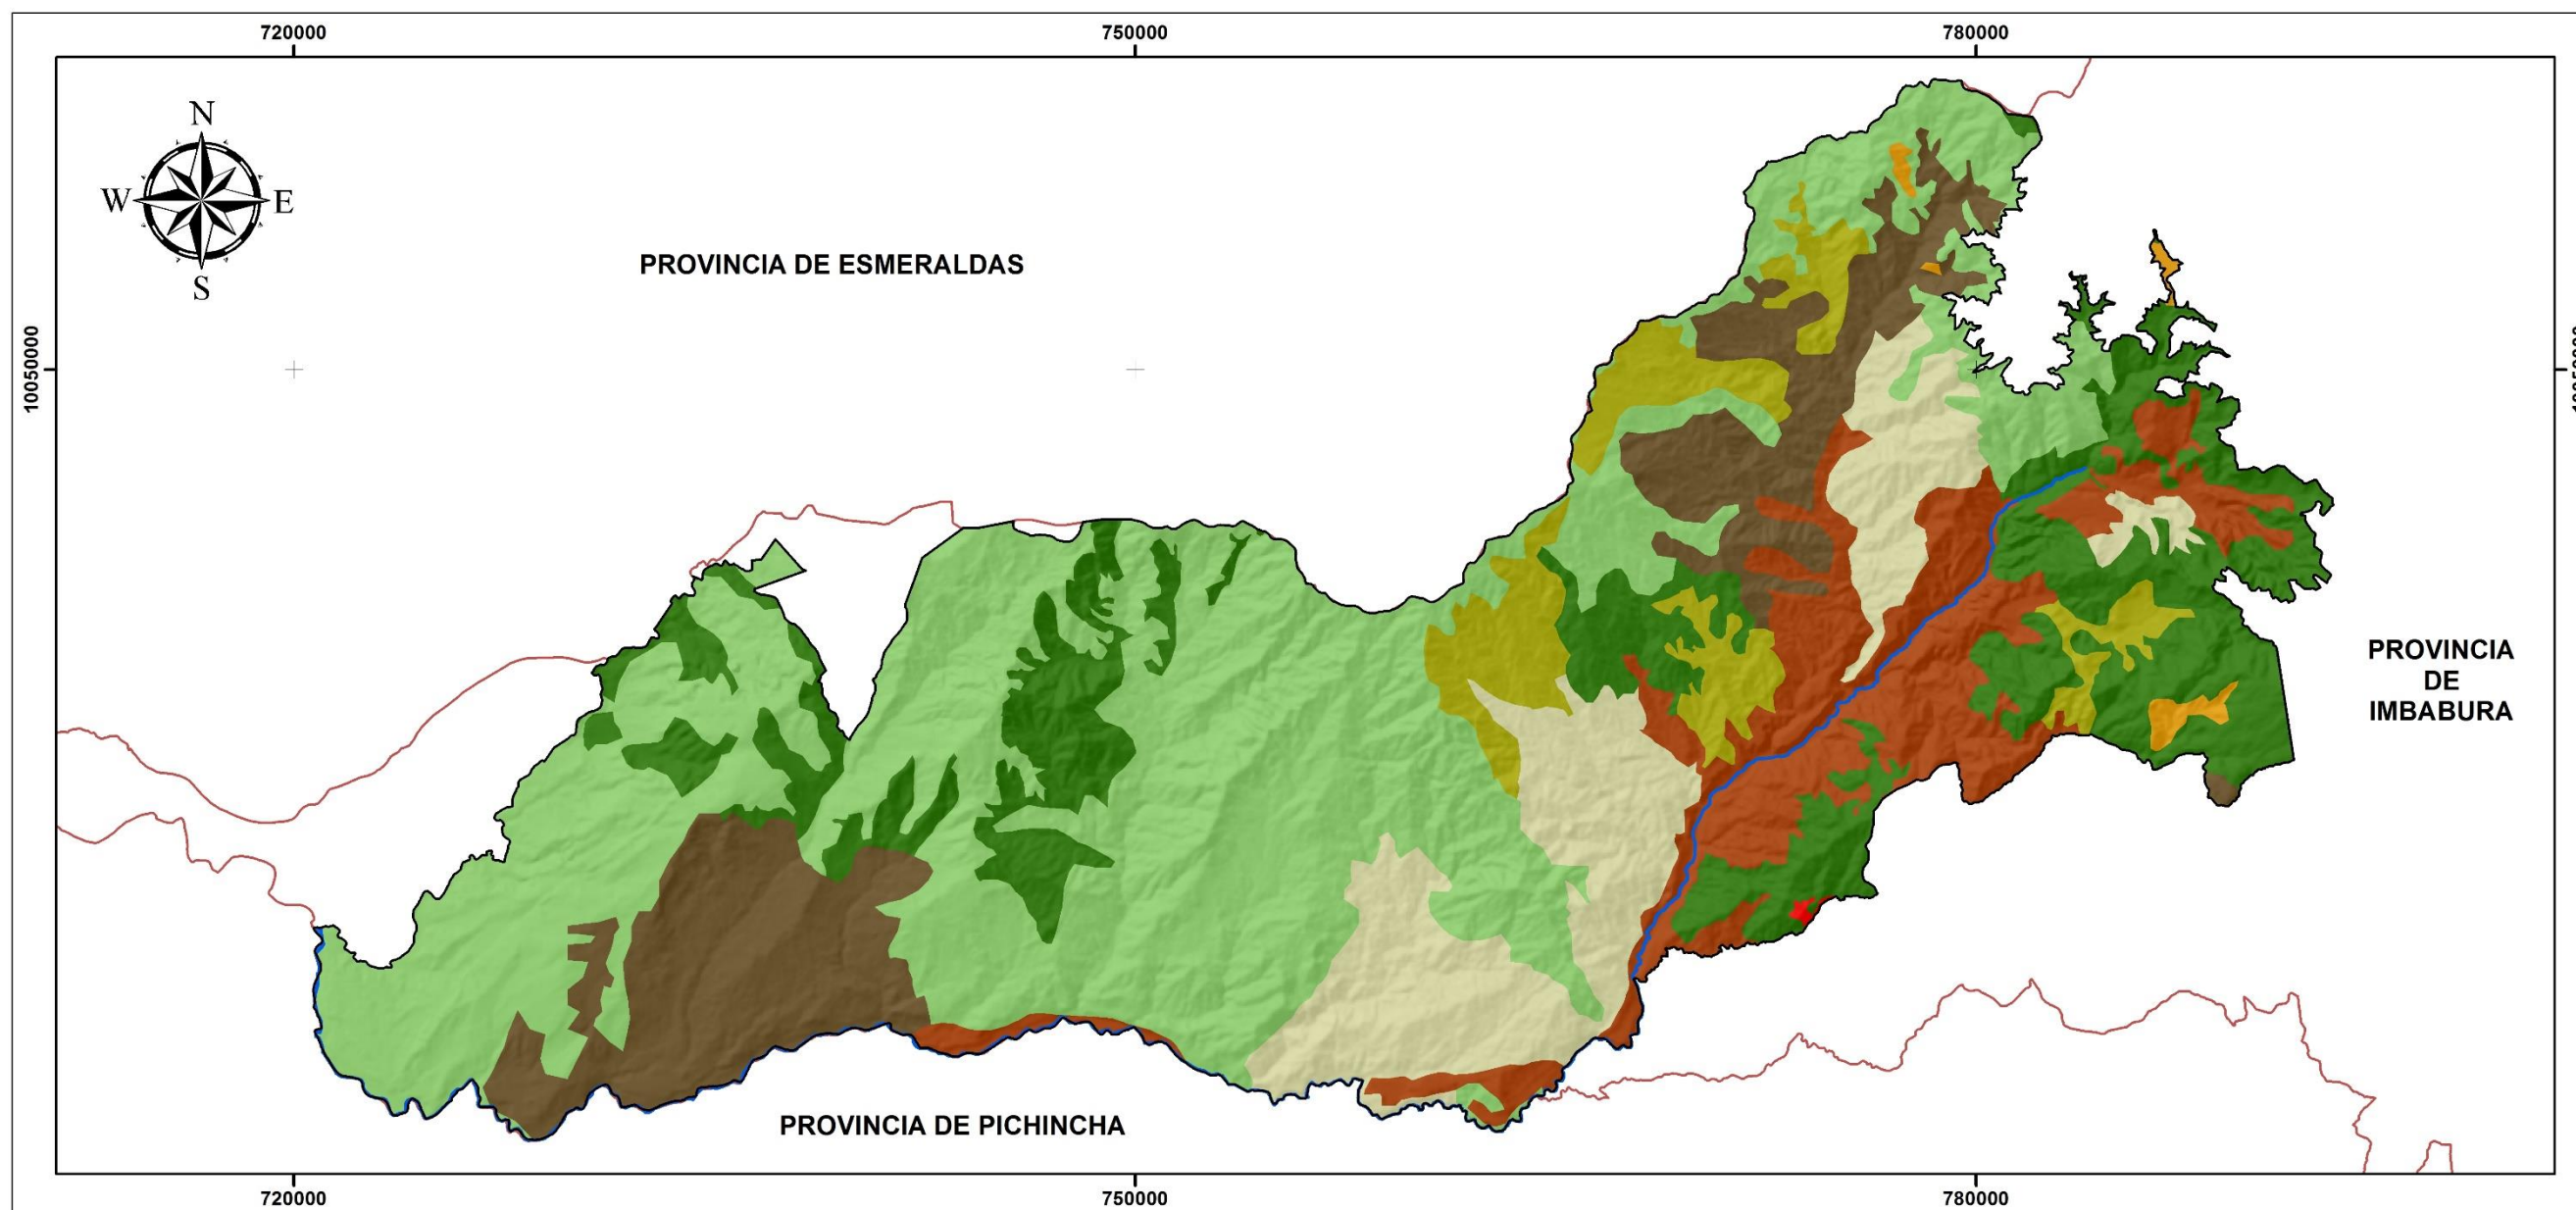 720000 750000 780000
N
W E
S
PROVINCIA DE ESMERALDAS
10050000
PROVINCIA
DE
IMBABURA
PROVINCIA DE PICHINCHA
720000 750000 780000